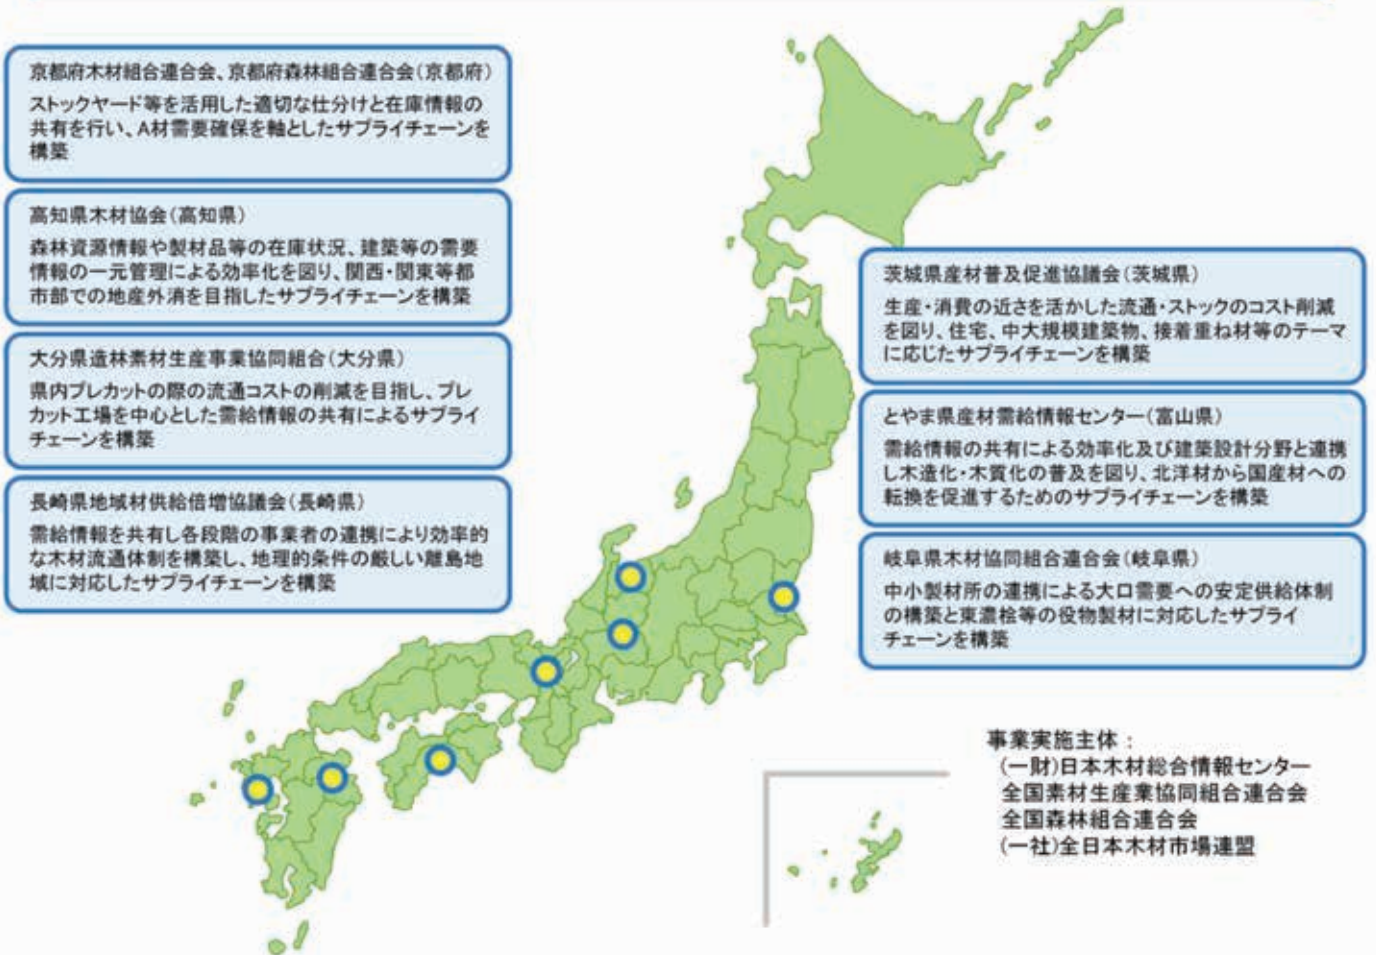 京都府木材組合連合会、京都府森林組合連合会(京都府)
ストックヤード等を活用した適切な仕分けと在庫情報の
共有を行い、A材需要確保を軸としたサプライチェーンを
構築
高知県木材協会(高知県)
森林資源情報や製材品等の在庫状況、建築等の需要
情報の一元管理による効率化を図り、関西・関東等都
市部での地産外消を目指したサプライチェーンを構築
大分県造林素材生産事業協同組合(大分県)
県内プレカットの際の流通コストの削減を目指し、プレ
カット工場を中心とした需給情報の共有によるサプライ
チェーンを構築
長崎県地域材供給倍増協議会(長崎県)
需給情報を共有し各段階の事業者の連携により効率的
な木材流通体制を構築し、地理的条件の厳しい離島地
域に対応したサプライチェーンを構築
茨城県産材普及促進協議会(茨城県)
生産・消費の近さを活かした流通・ストックのコスト削減
を図り、住宅、中大規模建築物、接着重ね材等のテーマ
に応じたサプライチェーンを構築
とやま県産材需給情報センター(富山県)
需給情報の共有による効率化及び建築設計分野と連携
し木造化・木質化の普及を図り、北洋材から国産材への
転換を促進するためのサプライチェーンを構築
岐阜県木材協同組合連合会(岐阜県)
中小製材所の連携による大口需要への安定供給体制
の構築と東濃桧等の役物製材に対応したサプライ
チェーンを構築
事業実施主体:
(一財)日本木材総合情報センター
全国素材生産業協同組合連合会
全国森林組合連合会
(一社)全日本木材市場連盟